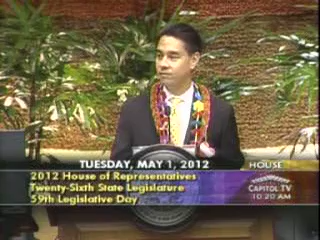 TUESDAY, MAY 1, 2012
HOUSE
2012 House of Representatives
Twenty-Sixth State Legislature
59th Legislative Day
CAPITOL TV
10:20 AM